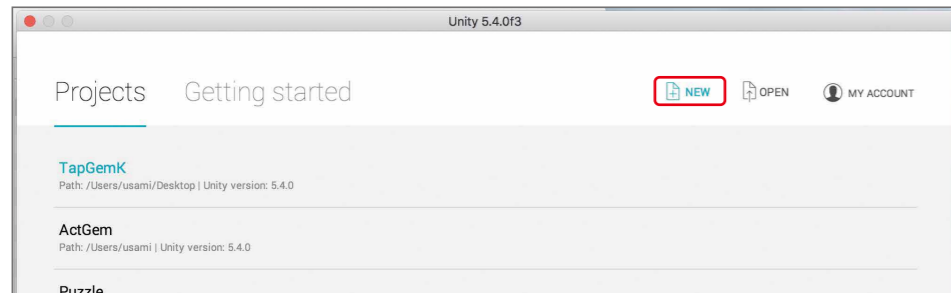 Unity 5.4.0f3
Projects Getting started NEW OPEN MY ACCOUNT
TapGemK
Path: /Users/usami/Desktop | Unity version: 5.4.0
ActGem
Path: /Users/usami | Unity version: 5.4.0
Puzzle